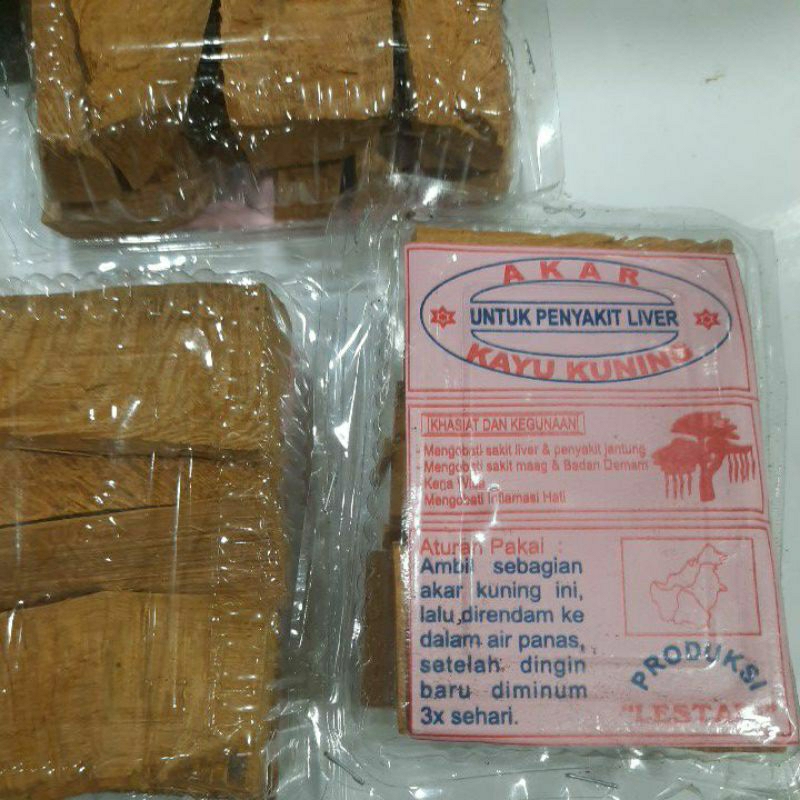 AKAR
UNTUK PENYAKIT LIVER
KAYU KUNING
KHASIAT DAN KEGUNAAN
Mengobati sakit liver & penyakit jantung
Mengobati sakit maag & Badan Demam
Kena
Mengobati Inflamasi Hati
Aturan Pakai :
Ambil sebagian
akar kuning ini,
lalu direndam ke
dalam air panas,
setelah dingin
baru diminum
3x sehari.
PRODUKSI